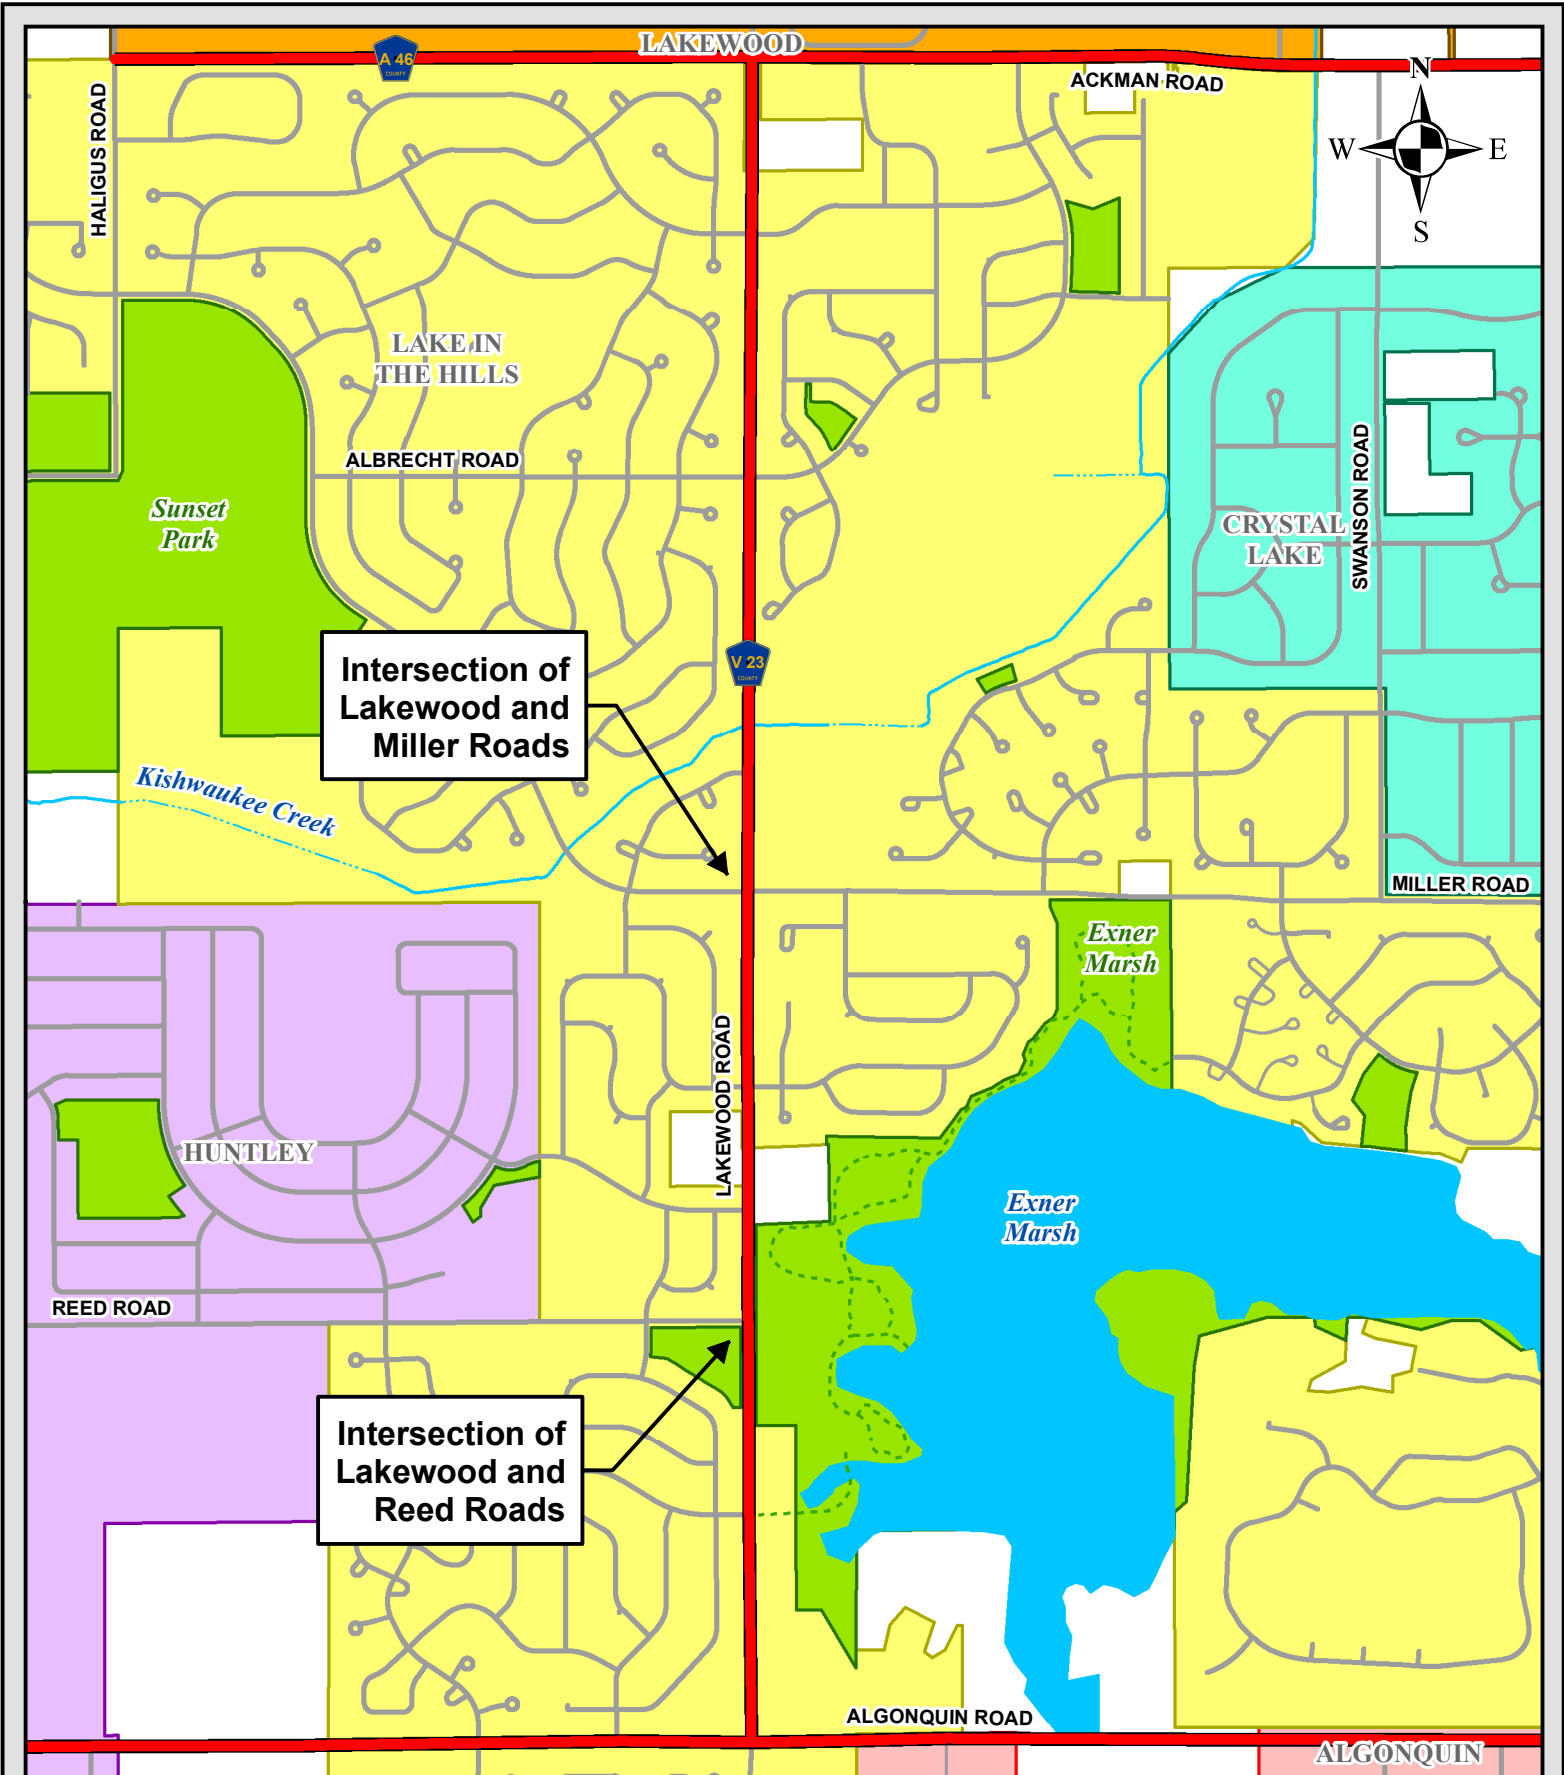 LAKEWOOD
A 46
COUNTY
ACKMAN ROAD
N
W
E
S
HALIGUS ROAD
LAKE IN
THE HILLS
ALBRECHT ROAD
SWANSON ROAD
Sunset
Park
CRYSTAL
LAKE
Intersection of
Lakewood and
Miller Roads
V 23
COUNTY
Kishwaukee Creek
MILLER ROAD
Exner
Marsh
LAKEWOOD ROAD
HUNTLEY
Exner
Marsh
REED ROAD
Intersection of
Lakewood and
Reed Roads
ALGONQUIN ROAD
ALGONQUIN